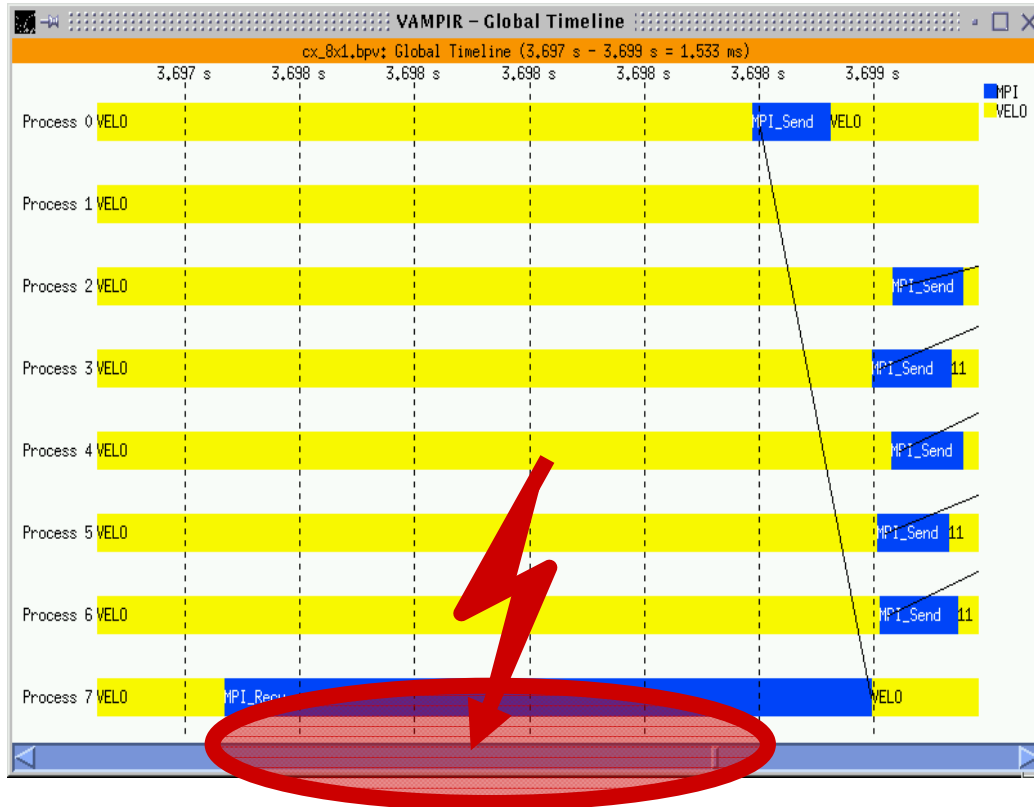 VAMPIR – Global Timeline
cx_8x1.bpv: Global Timeline (3.697 s - 3.699 s = 1.533 ms)
3.697 s 3.698 s 3.698 s 3.698 s 3.698 s 3.698 s 3.699 s
MPI
VELO
Process 0 VELO MPI_Send VELO
Process 1 VELO
Process 2 VELO MPI_Send
Process 3 VELO MPI_Send 11
Process 4 VELO MPI_Send
Process 5 VELO MPI_Send 11
Process 6 VELO MPI_Send 11
Process 7 VELO MPI_Recv VELO